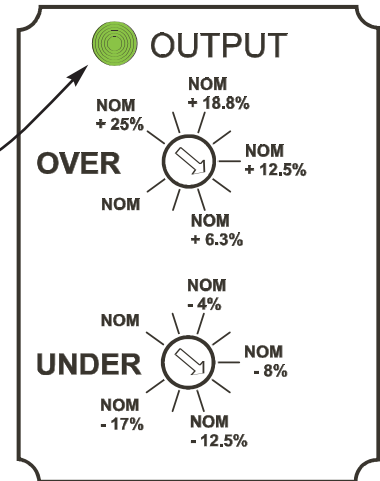 OUTPUT
NOM
+ 18.8%
NOM
+ 25%
OVER
NOM
+ 12.5%
NOM
NOM
+ 6.3%
NOM
- 4%
NOM
UNDER
NOM
- 8%
NOM
- 17%
NOM
- 12.5%